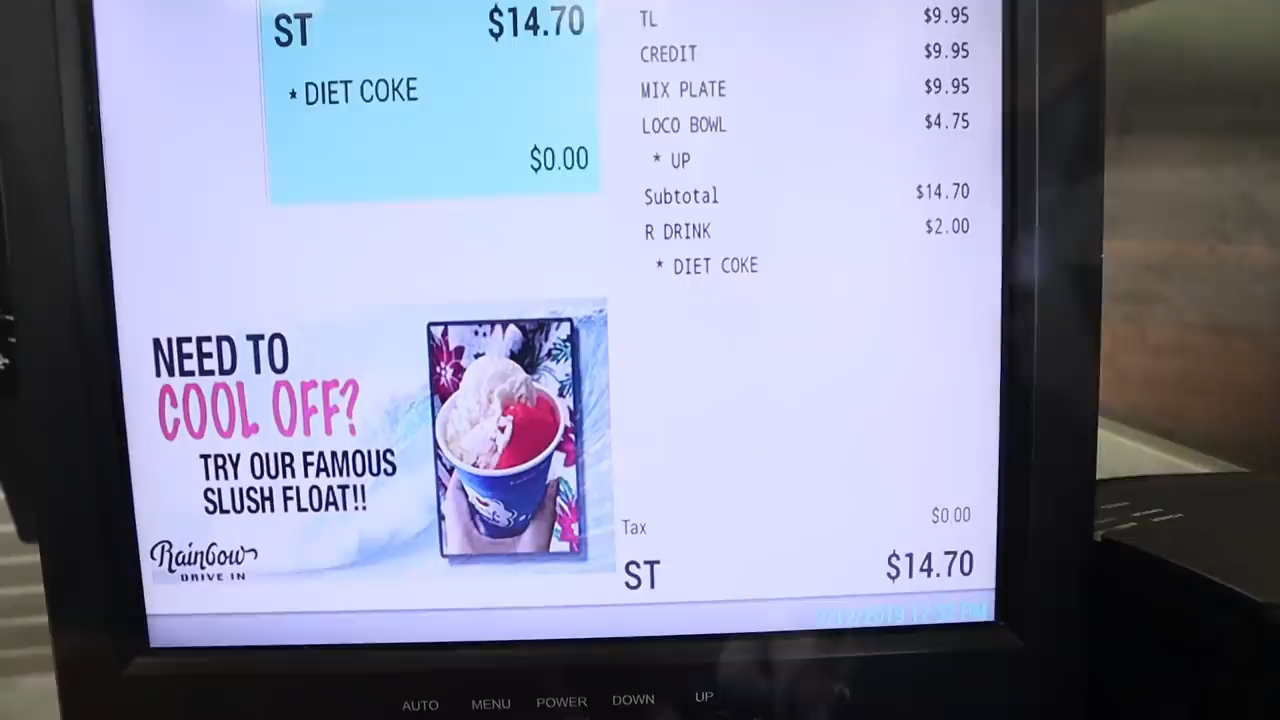 ST $14.70
* DIET COKE
$0.00
TL $9.95
CREDIT $9.95
MIX PLATE $9.95
LOCO BOWL $4.75
* UP
Subtotal $14.70
R DRINK $2.00
* DIET COKE
NEED TO
COOL OFF?
TRY OUR FAMOUS
SLUSH FLOAT!!
Rainbow
DRIVE IN
Tax $0.00
ST $14.70
AUTO MENU POWER DOWN UP